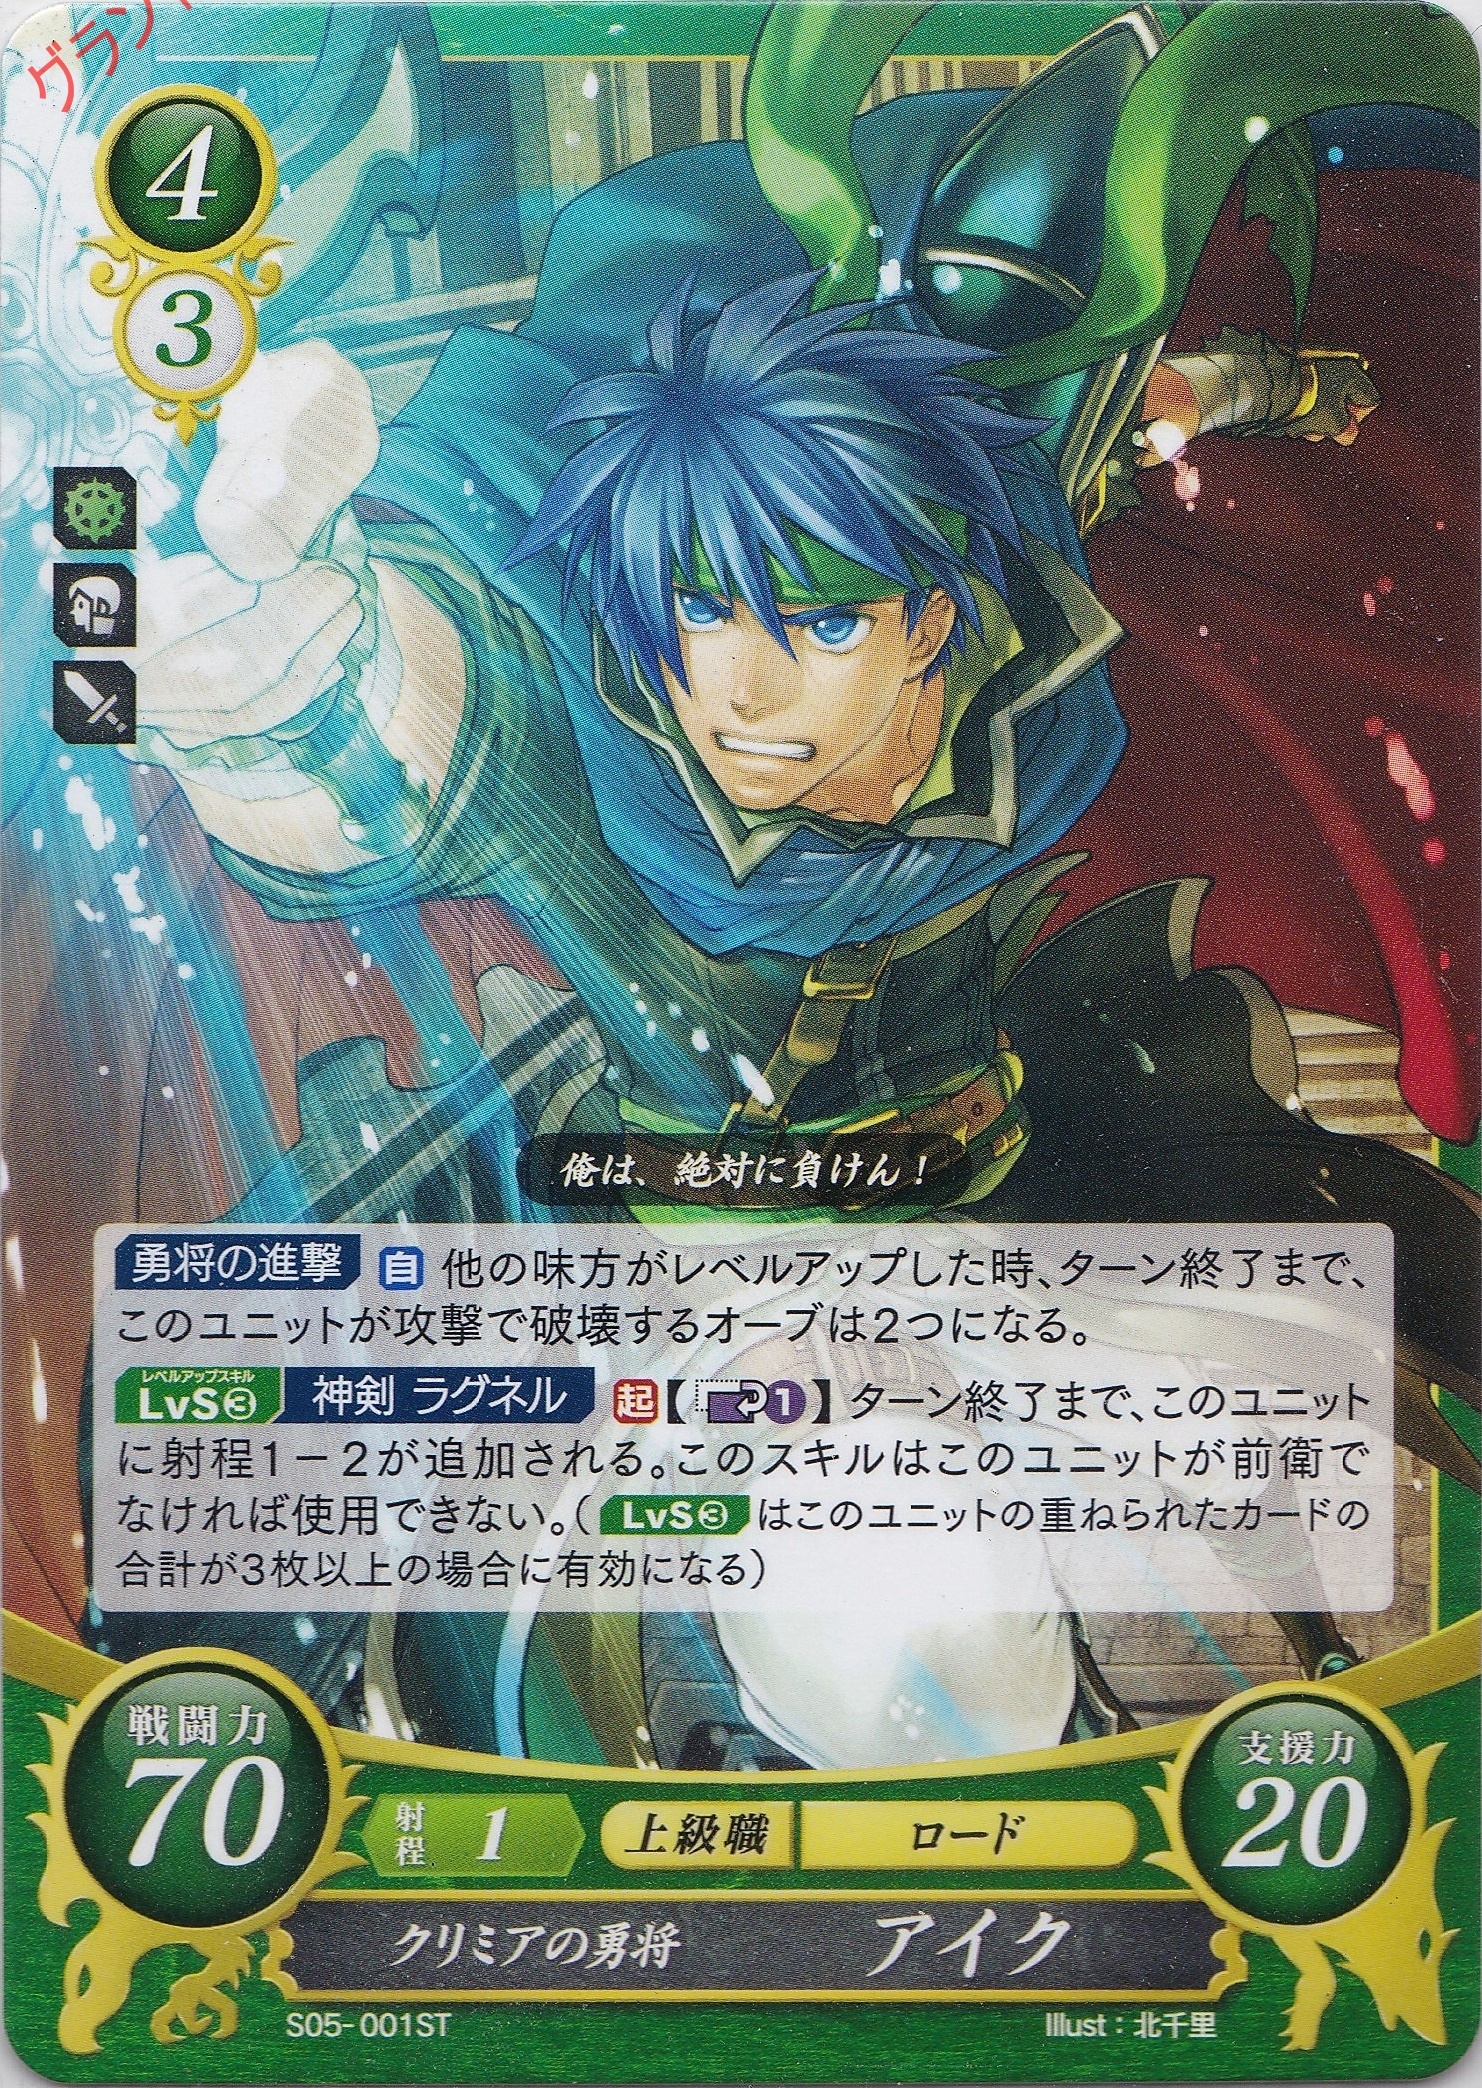 グラン
4
3
俺は、絶対に負けん！
勇将の進撃 自 他の味方がレベルアップした時、ターン終了まで、
このユニットが攻撃で破壊するオーブは2つになる。
レベルアップスキル
LvS③ 神剣 ラグネル 起【1】ターン終了まで、このユニット
に射程1－2が追加される。このスキルはこのユニットが前衛で
なければ使用できない。（LvS③はこのユニットの重ねられたカードの
合計が3枚以上の場合に有効になる）
戦闘力
70
射程 1
上級職 ロード
支援力
20
クリミアの勇将 アイク
S05-001ST Illust：北千里